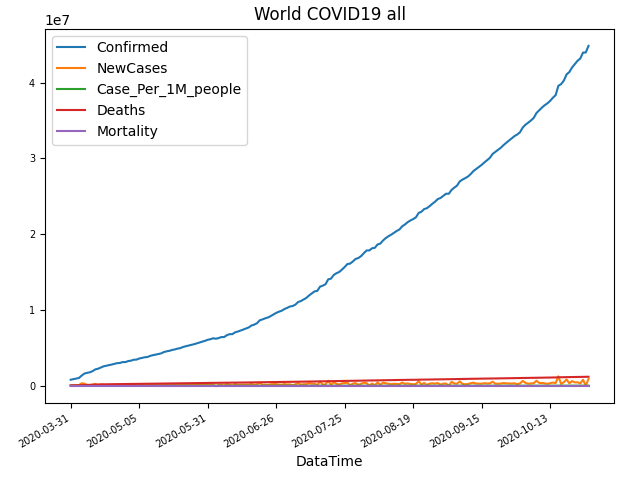 World COVID19 all
1e7
Confirmed
NewCases
Case_Per_1M_people
Deaths
Mortality
4
3
2
1
0
2020-03-31 2020-05-05 2020-05-31 2020-06-26 2020-07-25 2020-08-19 2020-09-15 2020-10-13
DataTime